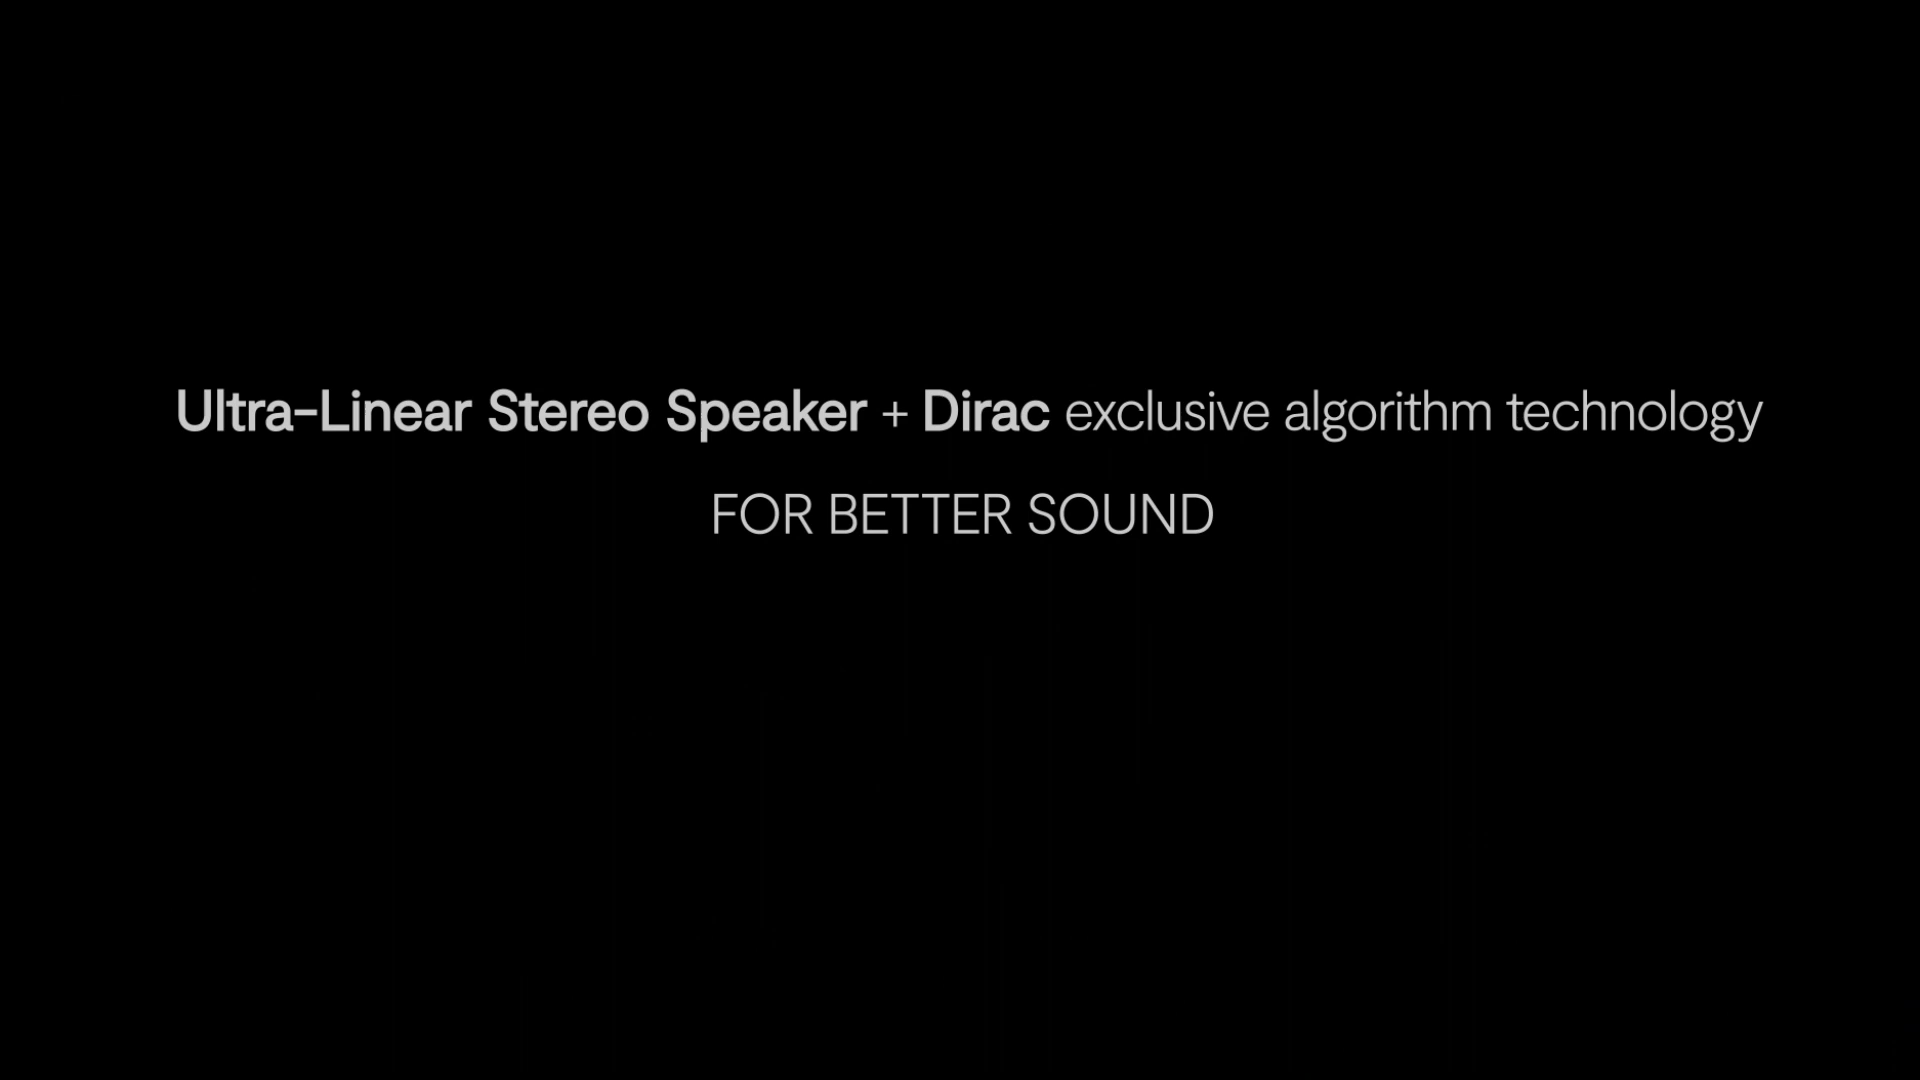 Ultra-Linear Stereo Speaker + Dirac exclusive algorithm technology
FOR BETTER SOUND